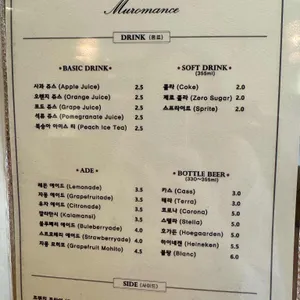 Muromance
DRINK (음료)
* BASIC DRINK *
사과 쥬스 (Apple Juice) 2.5
오렌지 쥬스 (Orange Juice) 2.5
포도 쥬스 (Grape Juice) 2.5
석류 쥬스 (Pomegranate Juice) 2.5
복숭아 아이스 티 (Peach Ice Tea) 2.5
* SOFT DRINK *
(355ml)
콜라 (Coke) 2.0
제로 콜라 (Zero Sugar) 2.0
스프라이트 (Sprite) 2.0
* ADE *
레몬 에이드 (Lemonade) 3.5
자몽 에이드 (Grapefruitade) 3.5
유자 에이드 (Citronade) 3.5
깔라만시 (Kalamansi) 3.5
블루베리 에이드 (Buleberryade) 4.0
스트로베리 에이드 (Strawberryade) 4.0
자몽 모히또 (Grapefruit Mohito) 4.5
* BOTTLE BEER *
(330~355ml)
카스 (Cass) 3.0
테라 (Terra) 3.0
코로나 (Corona) 5.0
스텔라 (Stella) 5.0
호가든 (Hoegaarden) 5.0
하이네켄 (Heineken) 5.5
블랑 (Blanc) 6.0
SIDE (사이드)